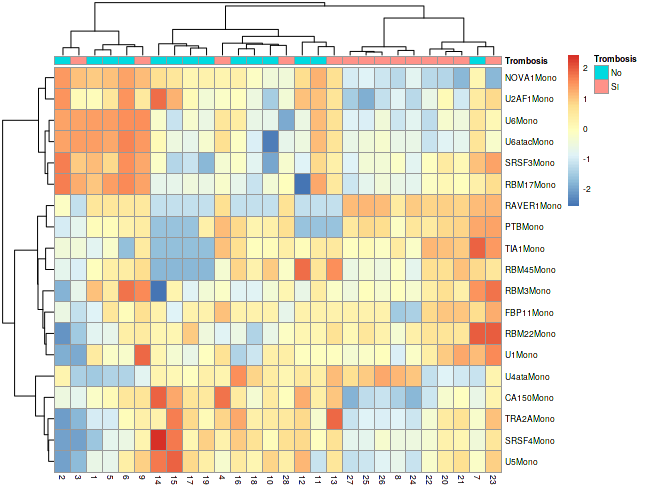 Trombosis
NOVA1Mono
U2AF1Mono
U6Mono
U6atacMono
SRSF3Mono
RBM17Mono
RAVER1Mono
PTBMono
TIA1Mono
RBM45Mono
RBM3Mono
FBP11Mono
RBM22Mono
U1Mono
U4ataMono
CA150Mono
TRA2AMono
SRSF4Mono
U5Mono
2 3 1 5 6 9 14 15 17 19 4 16 18 10 28 12 11 13 27 25 26 8 24 22 20 21 7 23
2
1
0
-1
-2
Trombosis
No
SI